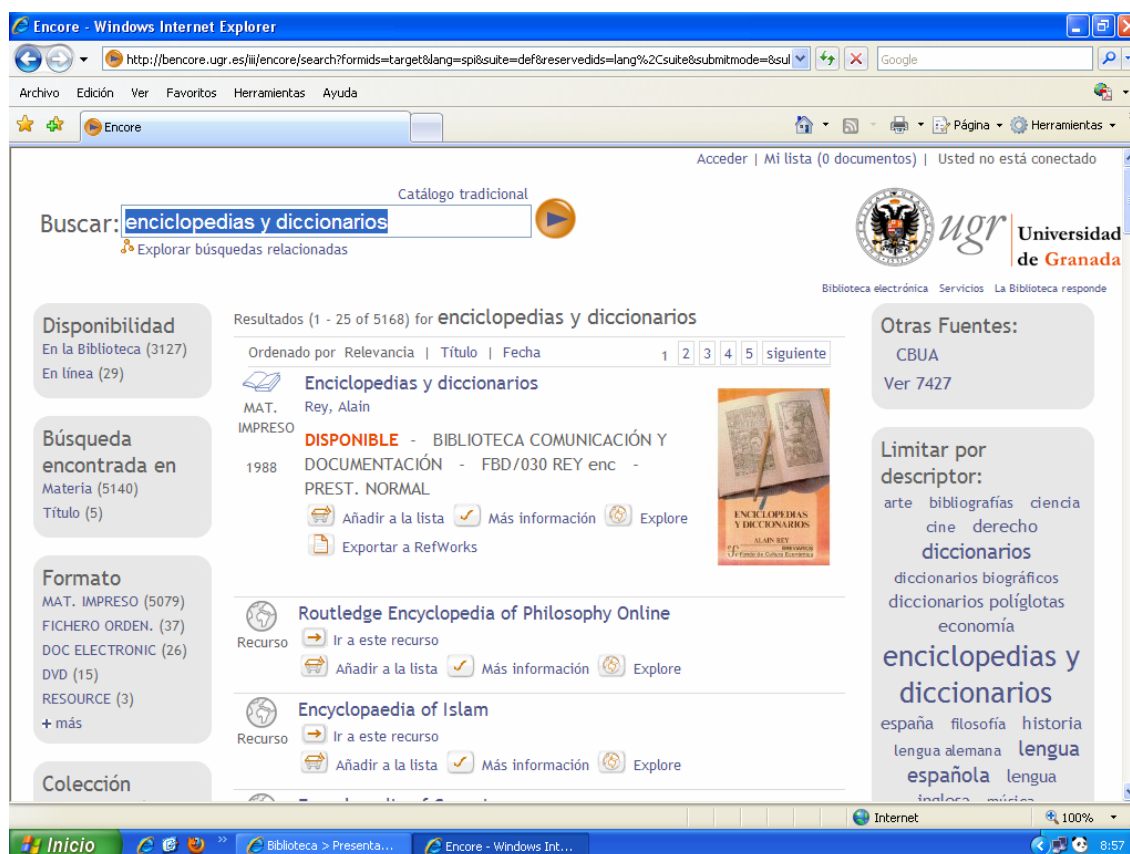 Encore - Windows Internet Explorer
http://bencore.ugr.es/iii/encore/search?formids=target&lang=spi&suite=def&reservedids=lang%2Csuite&submitmode=&sul
Google
Archivo Edición Ver Favoritos Herramientas Ayuda
Encore
Página Herramientas
Acceder | Mi lista (0 documentos) | Usted no está conectado
Catálogo tradicional
Buscar: enciclopedias y diccionarios
Explorar búsquedas relacionadas
ugr Universidad
de Granada
Biblioteca electrónica Servicios La Biblioteca responde
Disponibilidad
En la Biblioteca (3127)
En línea (29)
Búsqueda
encontrada en
Materia (5140)
Título (5)
Formato
MAT. IMPRESO (5079)
FICHERO ORDEN. (37)
DOC ELECTRONIC (26)
DVD (15)
RESOURCE (3)
+ más
Colección
Resultados (1 - 25 of 5168) for enciclopedias y diccionarios
Ordenado por Relevancia | Título | Fecha 1 2 3 4 5 siguiente
MAT.
IMPRESO
1988
Enciclopedias y diccionarios
Rey, Alain
DISPONIBLE - BIBLIOTECA COMUNICACIÓN Y
DOCUMENTACIÓN - FBD/030 REY enc -
PREST. NORMAL
Añadir a la lista Más información Explore
Exportar a RefWorks
ENCICLOPEDIAS
Y DICCIONARIOS
ALAIN REY
BREVIARIOS
Fondo de Cultura Económica
Recurso
Routledge Encyclopedia of Philosophy Online
Ir a este recurso
Añadir a la lista Más información Explore
Recurso
Encyclopaedia of Islam
Ir a este recurso
Añadir a la lista Más información Explore
Otras Fuentes:
CBUA
Ver 7427
Limitar por
descriptor:
arte bibliografías ciencia
cine derecho
diccionarios
diccionarios biográficos
diccionarios políglotas
economía
enciclopedias y
diccionarios
españa filosofía historia
lengua alemana lengua
española lengua
inglesa música
Internet 100%
Inicio Biblioteca > Presenta... Encore - Windows Int... 8:57